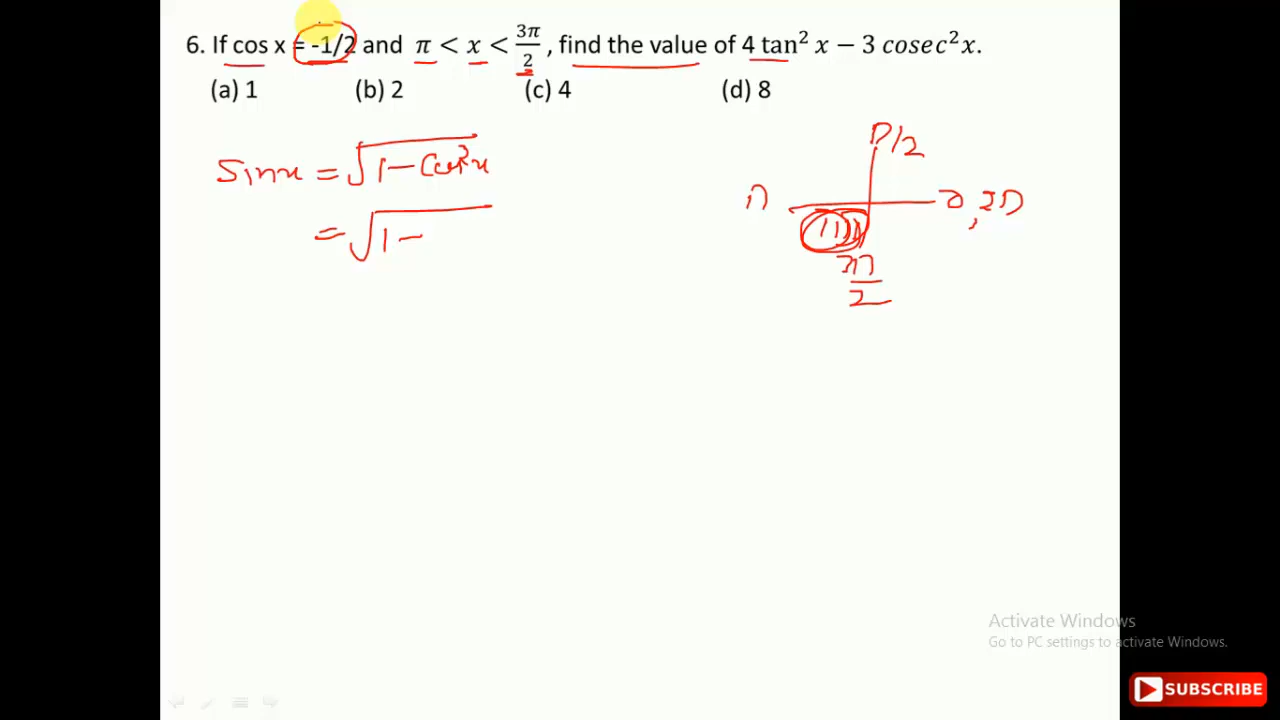 6. If cos x = -1/2 and π < x < 3π/2 , find the value of 4 tan² x − 3 cosec² x.
(a) 1 (b) 2 (c) 4 (d) 8
Sinx = √1 − Cos²x
= √1 −
π/2
π
0, 2π
3π/2
Activate Windows
Go to PC settings to activate Windows.
SUBSCRIBE